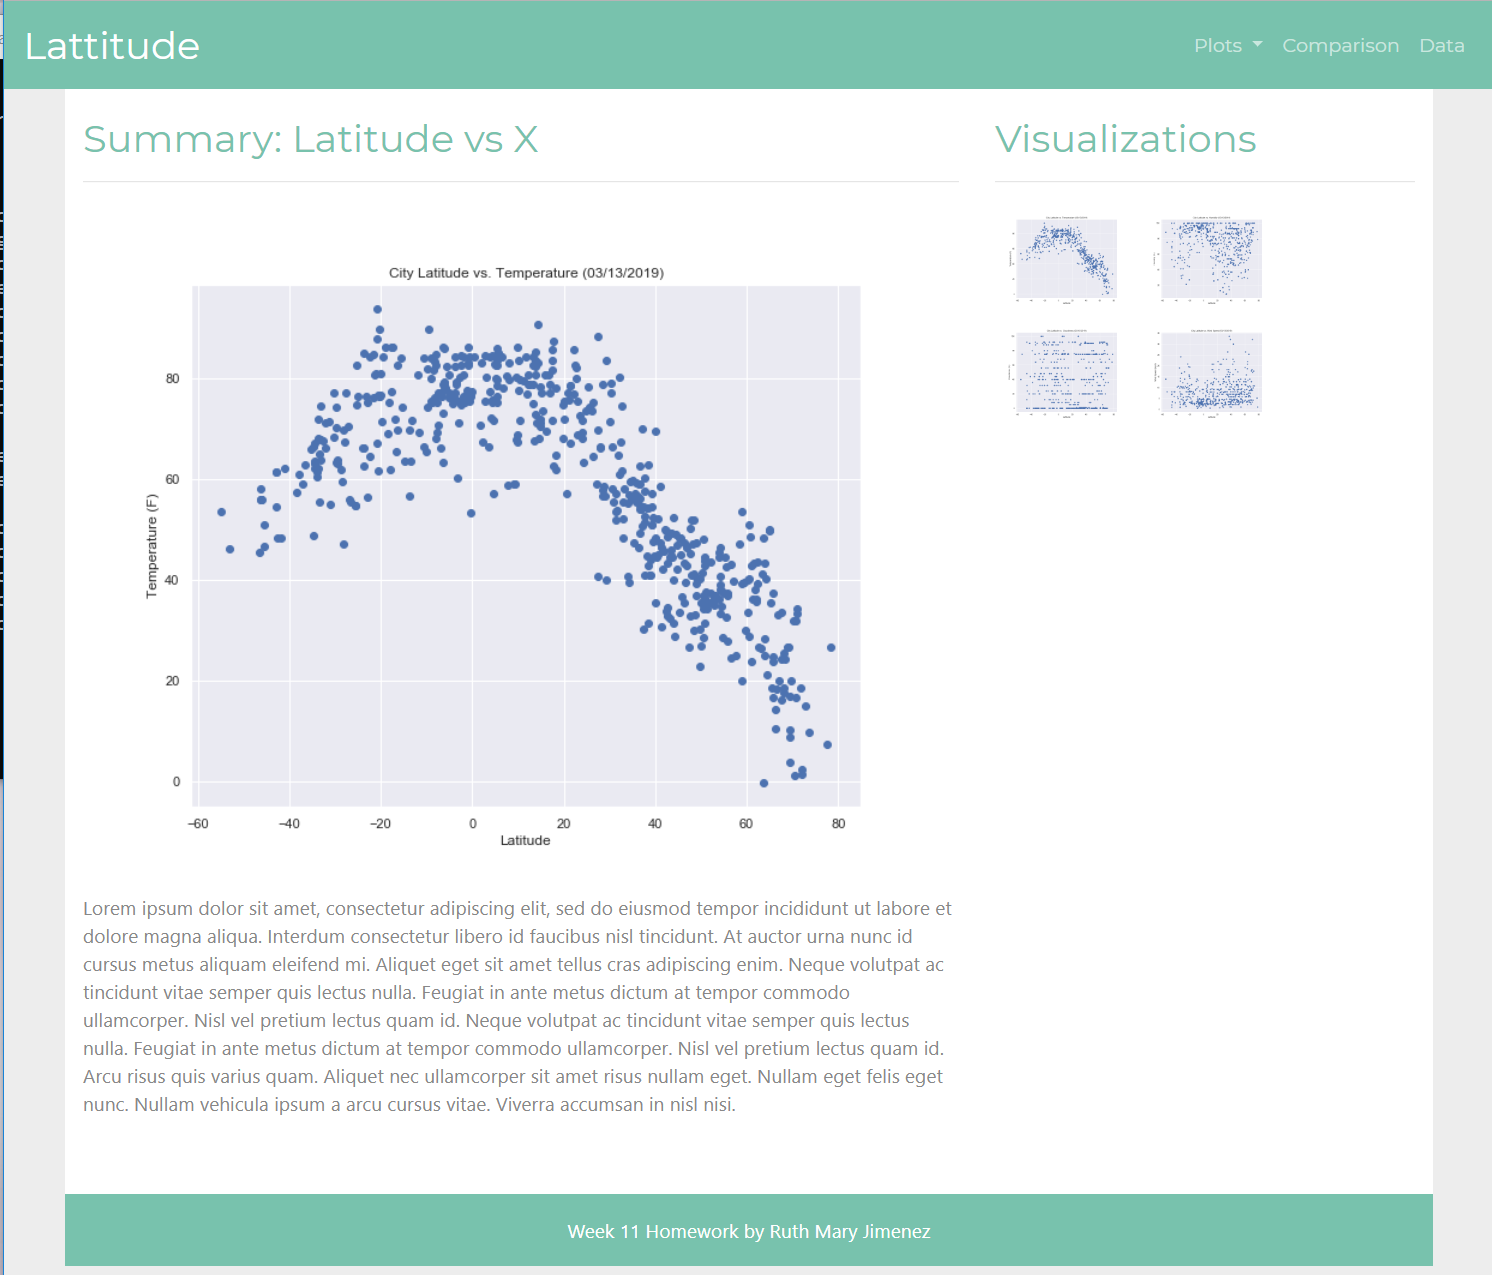 Lattitude
Plots Comparison Data
Summary: Latitude vs X
Visualizations
City Latitude vs. Temperature (03/13/2019)
Temperature (F)
80
60
40
20
0
−60 −40 −20 0 20 40 60 80
Latitude
Lorem ipsum dolor sit amet, consectetur adipiscing elit, sed do eiusmod tempor incididunt ut labore et
dolore magna aliqua. Interdum consectetur libero id faucibus nisl tincidunt. At auctor urna nunc id
cursus metus aliquam eleifend mi. Aliquet eget sit amet tellus cras adipiscing enim. Neque volutpat ac
tincidunt vitae semper quis lectus nulla. Feugiat in ante metus dictum at tempor commodo
ullamcorper. Nisl vel pretium lectus quam id. Neque volutpat ac tincidunt vitae semper quis lectus
nulla. Feugiat in ante metus dictum at tempor commodo ullamcorper. Nisl vel pretium lectus quam id.
Arcu risus quis varius quam. Aliquet nec ullamcorper sit amet risus nullam eget. Nullam eget felis eget
nunc. Nullam vehicula ipsum a arcu cursus vitae. Viverra accumsan in nisl nisi.
Week 11 Homework by Ruth Mary Jimenez